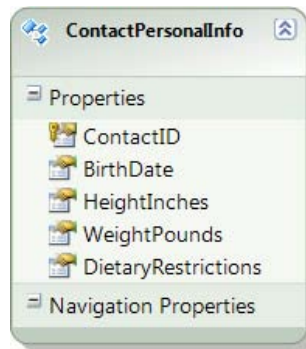 ContactPersonalInfo
Properties
ContactID
BirthDate
HeightInches
WeightPounds
DietaryRestrictions
Navigation Properties